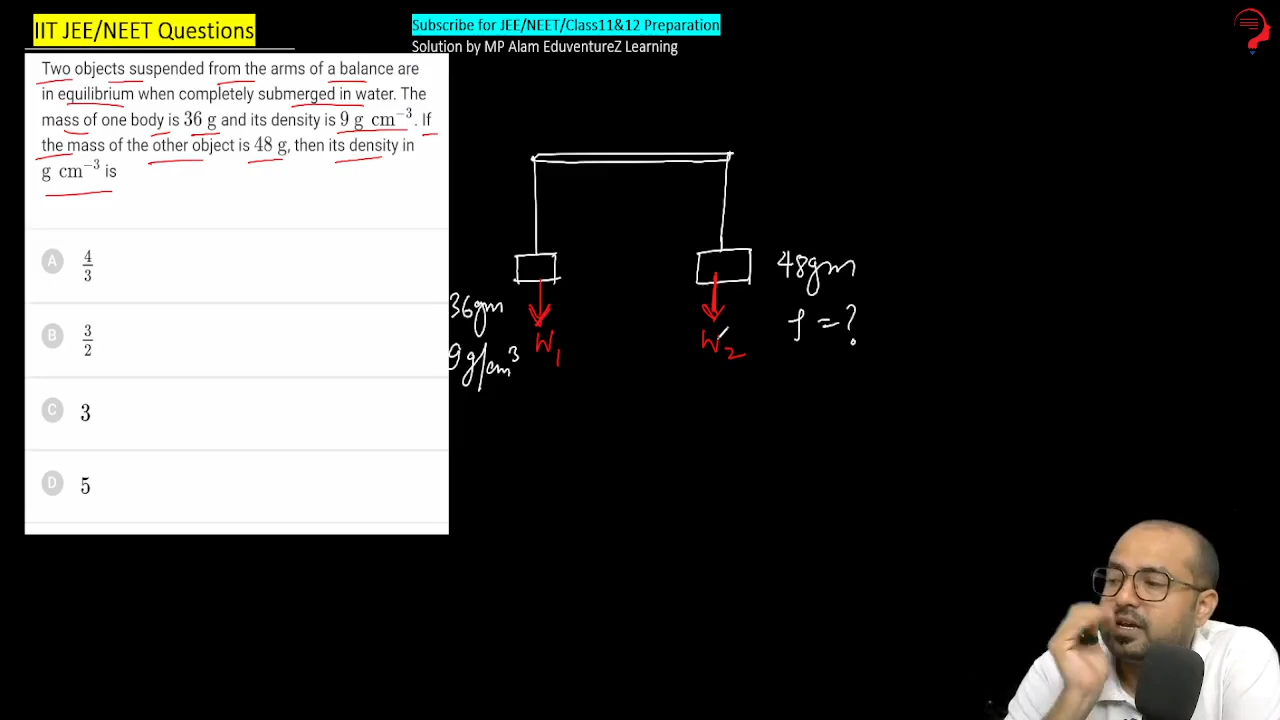 IIT JEE/NEET Questions
Subscribe for JEE/NEET/Class11&12 Preparation
Solution by MP Alam EduventureZ Learning
Two objects suspended from the arms of a balance are
in equilibrium when completely submerged in water. The
mass of one body is 36 g and its density is 9 g cm⁻³. If
the mass of the other object is 48 g, then its density in
g cm⁻³ is
A 4/3
B 3/2
C 3
D 5
36gm
9g/cm³
W₁
W₂
48gm
ρ = ?